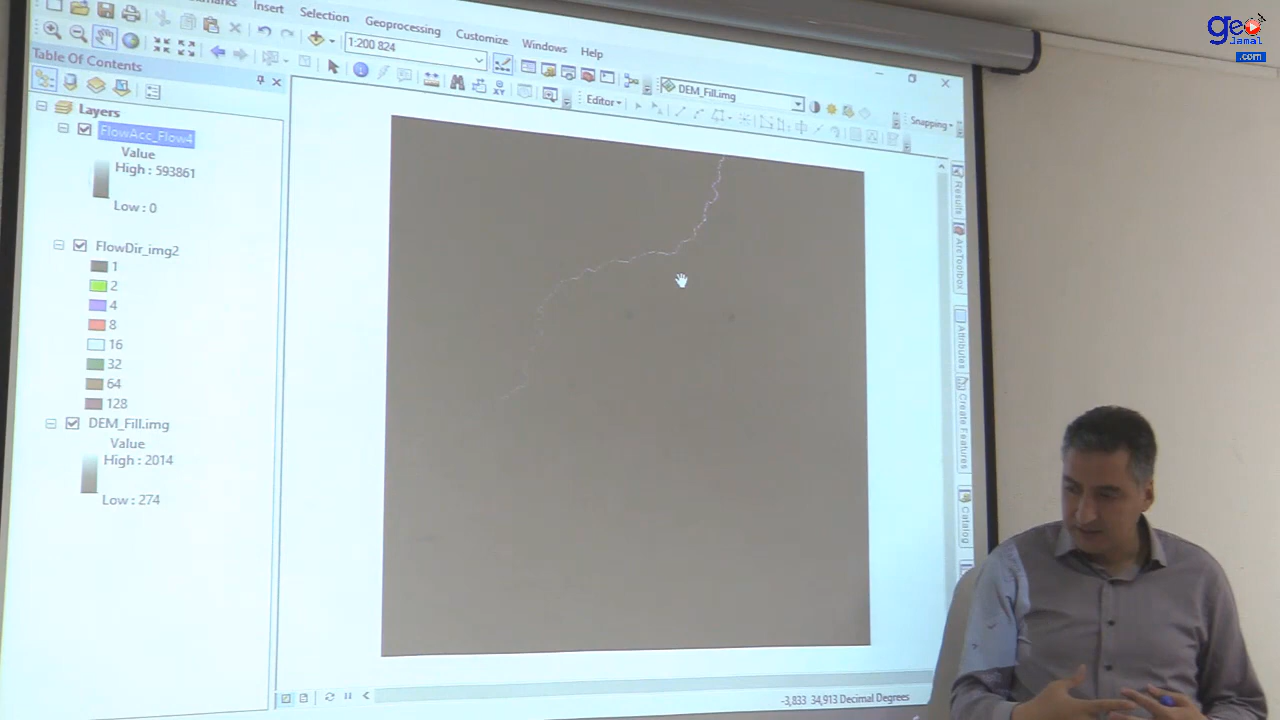 geo
Jamal
.com
Insert
Selection
Geoprocessing
Customize
Windows
Help
1:200 824
DEM_Fill.img
Editor
Snapping
Table Of Contents
Layers
FlowAcc_Flow4
Value
High : 593861
Low : 0
FlowDir_img2
1
2
4
8
16
32
64
128
DEM_Fill.img
Value
High : 2014
Low : 274
Results
ArcToolbox
Attributes
Create Features
Catalog
-3,833 34,913 Decimal Degrees